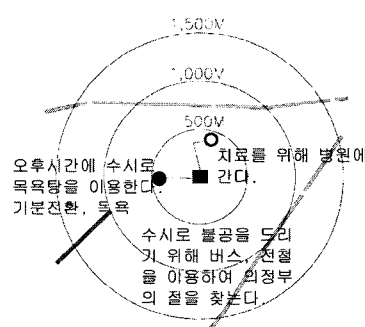 1,500M
1,000M
500M
치료를 위해 병원에
간다.
오후시간에 수시로
목욕탕을 이용한다.
기분전환, 목욕
수시로 불공을 드리
기 위해 버스, 전철
을 이용하여 의정부
의 절을 찾는다.